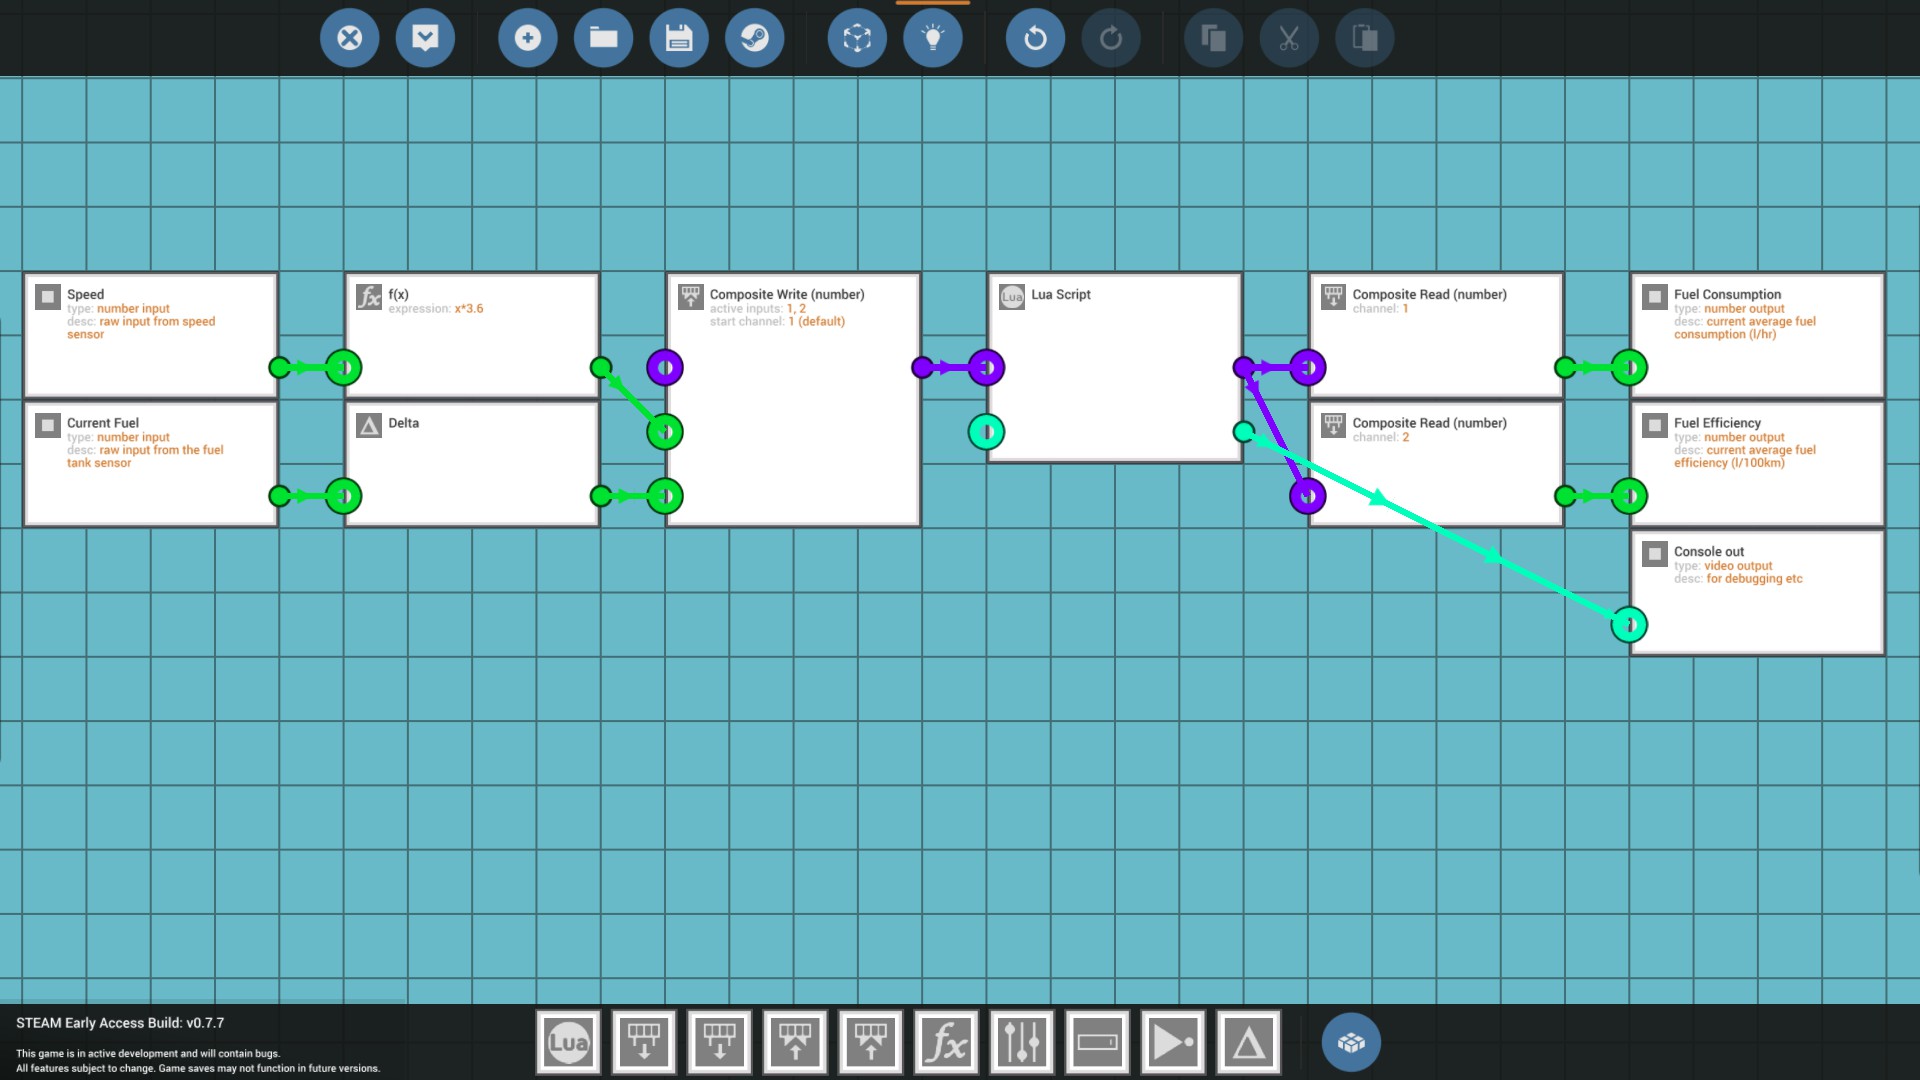 Speed
type: number input
desc: raw input from speed
sensor
fx
f(x)
expression: x*3.6
Composite Write (number)
active inputs: 1, 2
start channel: 1 (default)
Lua
Lua Script
Composite Read (number)
channel: 1
Fuel Consumption
type: number output
desc: current average fuel
consumption (l/hr)
Current Fuel
type: number input
desc: raw input from the fuel
tank sensor
Delta
Composite Read (number)
channel: 2
Fuel Efficiency
type: number output
desc: current average fuel
efficiency (l/100km)
Console out
type: video output
desc: for debugging etc
STEAM Early Access Build: v0.7.7
This game is in active development and will contain bugs.
All features subject to change. Game saves may not function in future versions.
Lua
fx